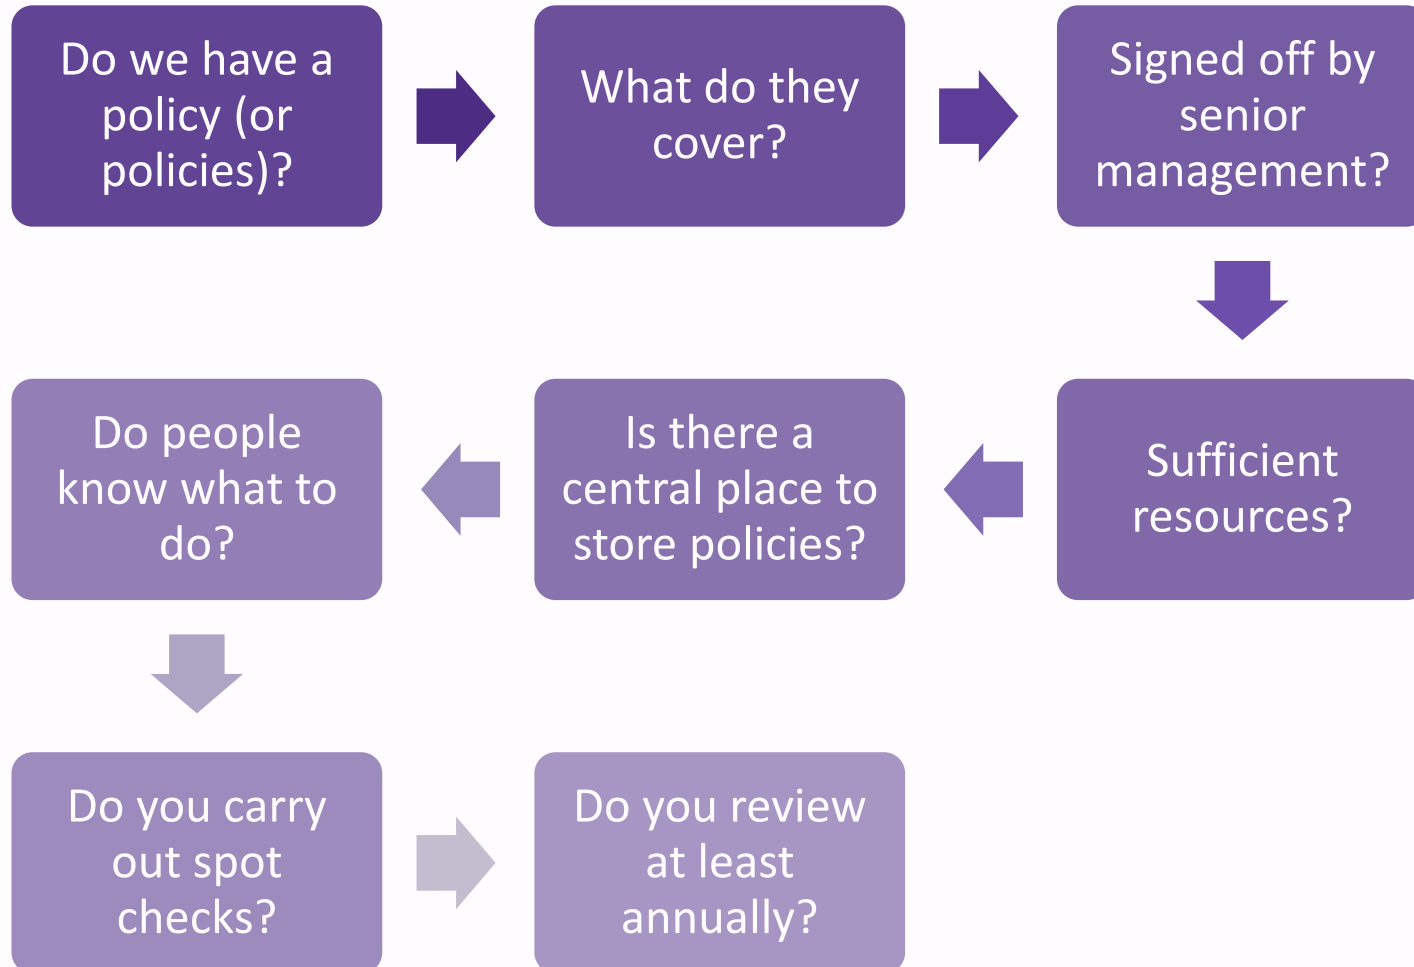 Do we have a
policy (or
policies)?
What do they
cover?
Signed off by
senior
management?
Sufficient
resources?
Is there a
central place to
store policies?
Do people
know what to
do?
Do you carry
out spot
checks?
Do you review
at least
annually?